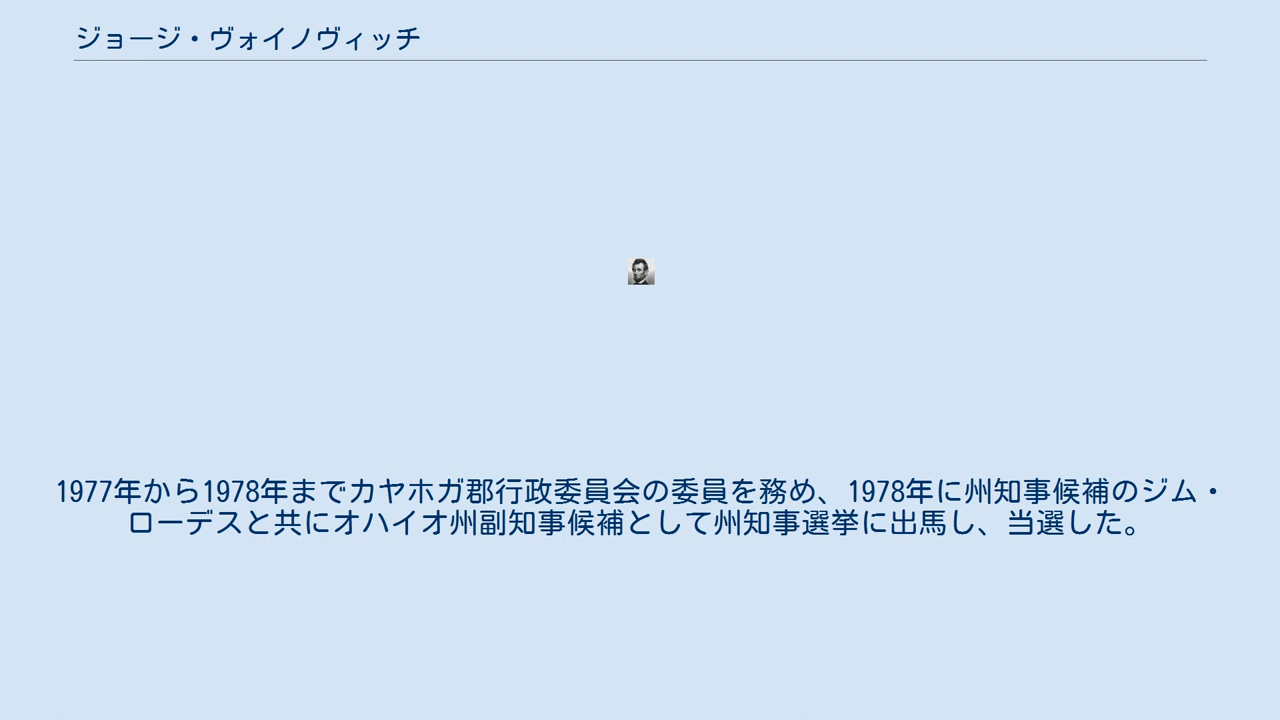 ジョージ・ヴォイノヴィッチ
1977年から1978年までカヤホガ郡行政委員会の委員を務め、1978年に州知事候補のジム・
ローデスと共にオハイオ州副知事候補として州知事選挙に出馬し、当選した。